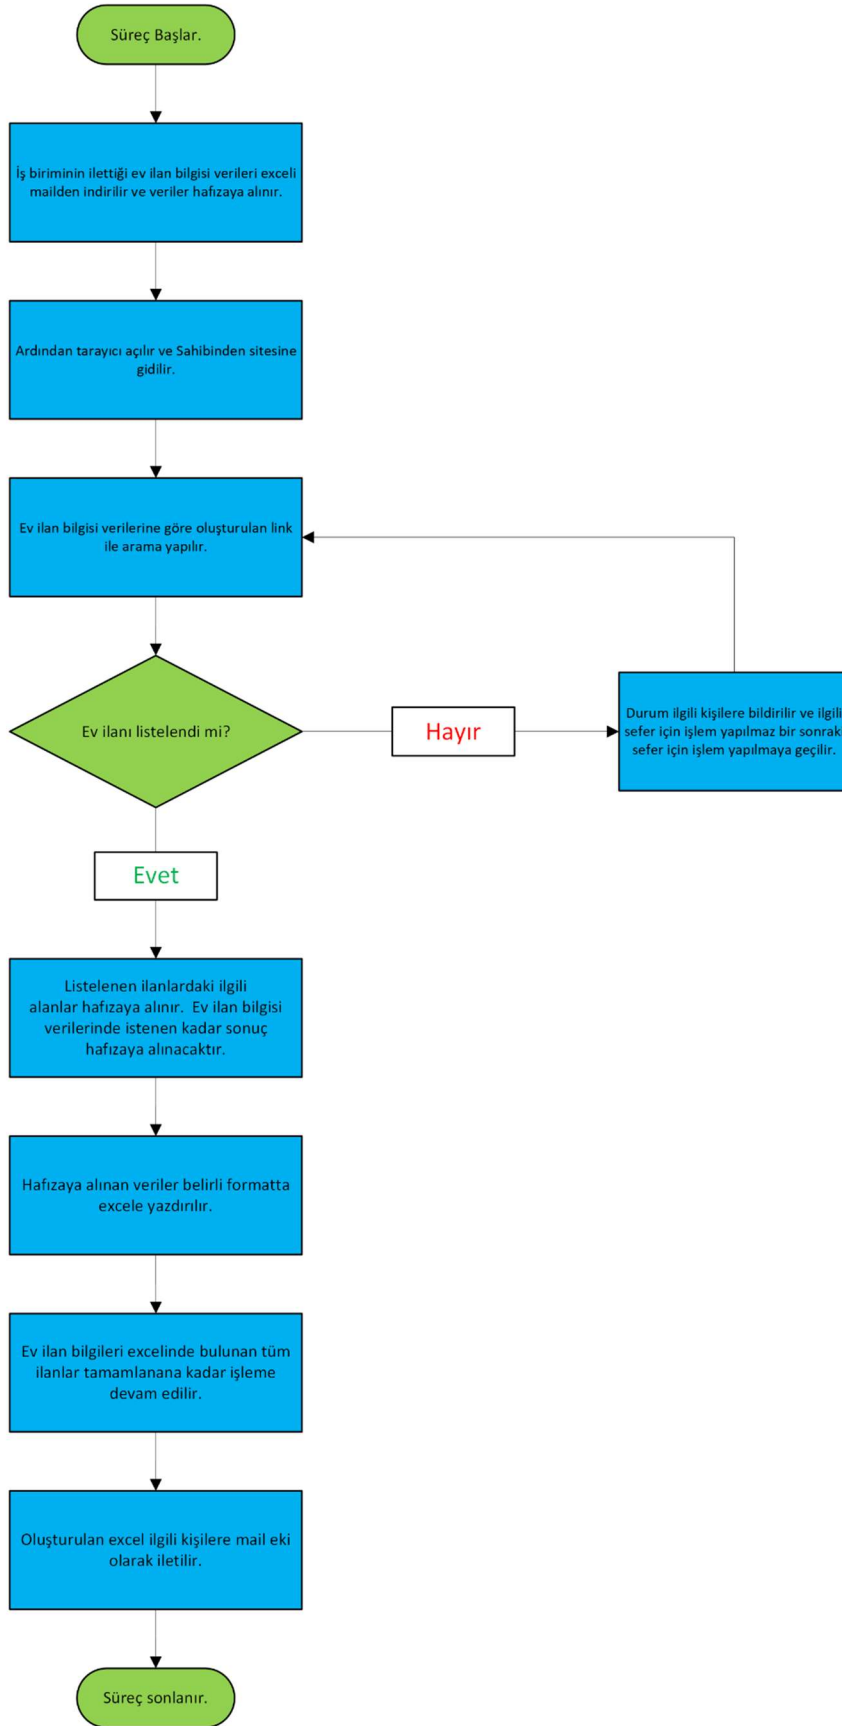 Süreç Başlar.
İş biriminin ilettiği ev ilan bilgisi verileri exceli
mailden indirilir ve veriler hafızaya alınır.
Ardından tarayıcı açılır ve Sahibinden sitesine
gidilir.
Ev ilan bilgisi verilerine göre oluşturulan link
ile arama yapılır.
Ev ilanı listelendi mi?
Hayır
Durum ilgili kişilere bildirilir ve ilgili
sefer için işlem yapılmaz bir sonraki
sefer için işlem yapılmaya geçilir.
Evet
Listelenen ilanlardaki ilgili
alanlar hafızaya alınır. Ev ilan bilgisi
verilerinde istenen kadar sonuç
hafızaya alınacaktır.
Hafızaya alınan veriler belirli formatta
excele yazdırılır.
Ev ilan bilgileri excelinde bulunan tüm
ilanlar tamamlanana kadar işleme
devam edilir.
Oluşturulan excel ilgili kişilere mail eki
olarak iletilir.
Süreç sonlanır.